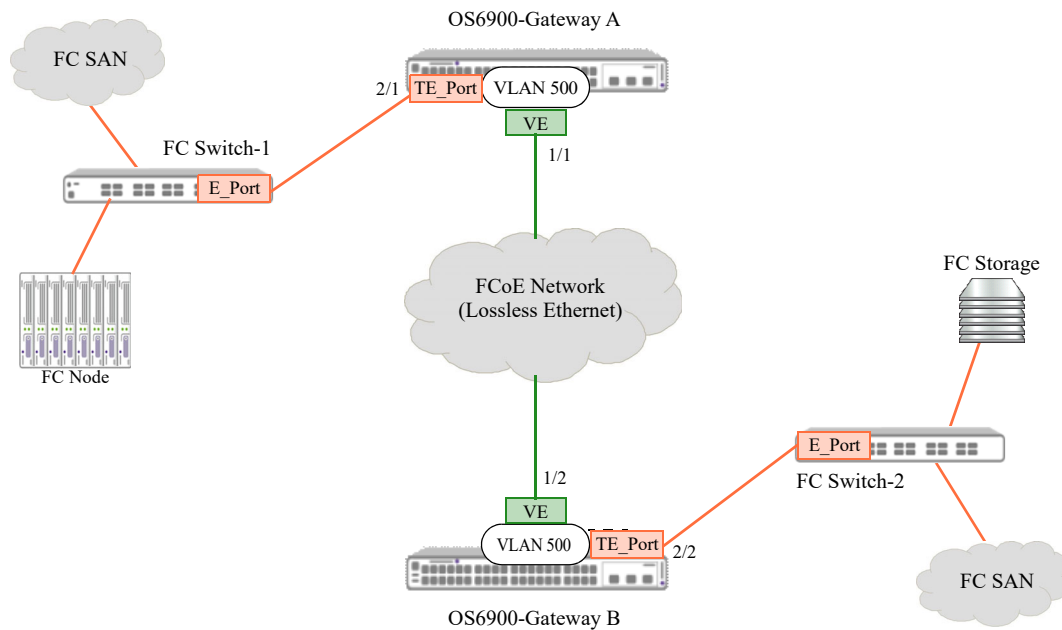 OS6900-Gateway A
FC SAN
2/1
TE_Port
VLAN 500
VE
1/1
FC Switch-1
E_Port
FCoE Network
(Lossless Ethernet)
FC Storage
FC Node
E_Port
FC Switch-2
1/2
VE
VLAN 500
TE_Port
2/2
FC SAN
OS6900-Gateway B